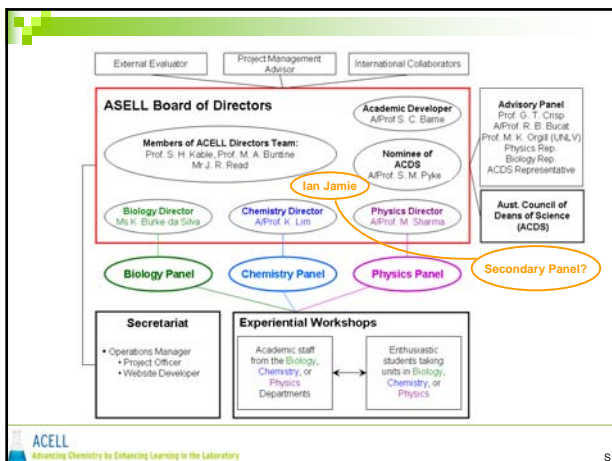 External Evaluator
Project Management
Advisor
International Collaborators
ASELL Board of Directors
Academic Developer
A/Prof S. C. Barrie
Members of ACELL Directors Team:
Prof. S. H. Kable, Prof. M. A. Buntine
Mr J. R. Read
Nominee of
ACDS
A/Prof. S. M. Pyke
Ian Jamie
Biology Director
Ms K. Burke da Silva
Chemistry Director
A/Prof. K. Lim
Physics Director
A/Prof. M. Sharma
Advisory Panel
Prof. G. T. Crisp
A/Prof. R. B. Bucat
Prof. M. K. Orgill (UNLV)
Physics Rep.
Biology Rep.
ACDS Representative
Aust. Council of
Deans of Science
(ACDS)
Biology Panel
Chemistry Panel
Physics Panel
Secondary Panel?
Secretariat
• Operations Manager
• Project Officer
• Website Developer
Experiential Workshops
Academic staff
from the Biology,
Chemistry, or
Physics
Departments
Enthusiastic
students taking
units in Biology,
Chemistry, or
Physics
ACELL
Advancing Chemistry by Enhancing Learning in the Laboratory
S